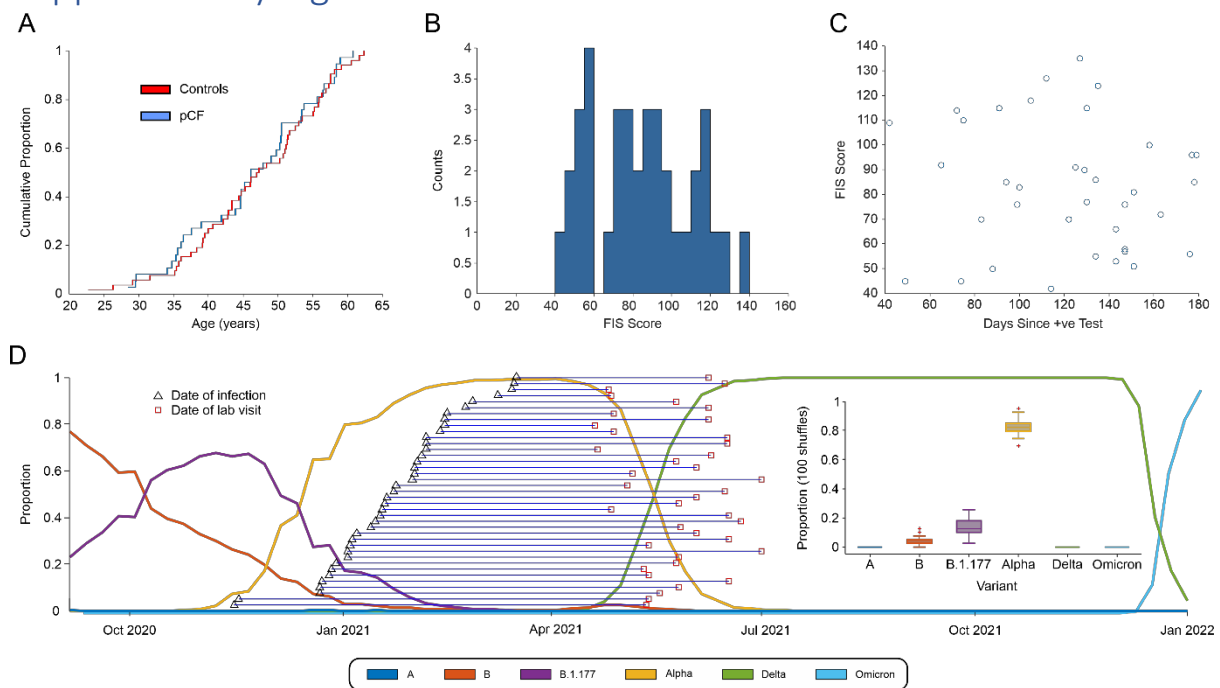 A
B
C
1
0.8
0.6
0.4
0.2
0
Cumulative Proportion
Controls
pCF
20
30
35
40
45
50
55
60
65
Age (years)
4
3.5
3
2.5
2
1.5
1
0.5
0
Counts
0
20
40
60
80
100
120
140
160
FIS Score
140
130
120
110
100
90
80
70
60
50
40
FIS Score
40
60
80
100
120
140
160
180
Days Since +ve Test
D
1
0.8
0.6
0.4
0.2
0
Proportion
Date of infection
Date of lab visit
Oct 2020
Jan 2021
Apr 2021
Jul 2021
Oct 2021
Jan 2022
1
0.8
0.6
0.4
0.2
0
Proportion (100 shuffles)
A
B
B.1.177
Alpha
Delta
Omicron
Variant
A
B
B.1.177
Alpha
Delta
Omicron